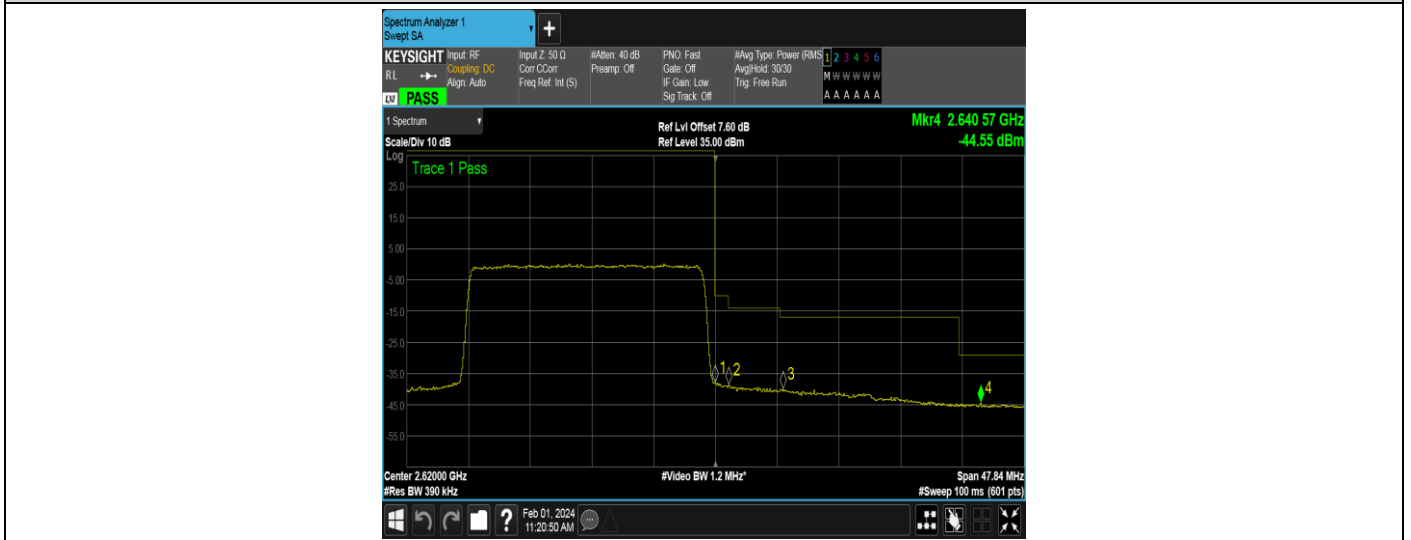 Spectrum Analyzer 1
Swept SA
+
KEYSIGHT
RL
LXI
PASS
Input: RF
Coupling: DC
Align: Auto
Input Z: 50 Ω
Corr CCorr
Freq Ref: Int (S)
#Atten: 40 dB
Preamp: Off
PNO: Fast
Gate: Off
IF Gain: Low
Sig Track: Off
#Avg Type: Power (RMS
Avg|Hold: 30/30
Trig: Free Run
1 2 3 4 5 6
M W W W W W
A A A A A A
1 Spectrum
Scale/Div 10 dB
Ref Lvl Offset 7.60 dB
Ref Level 35.00 dBm
Mkr4 2.640 57 GHz
-44.55 dBm
Log
Trace 1 Pass
25.0
15.0
5.00
-5.00
-15.0
-25.0
-35.0
-45.0
-55.0
1
2
3
4
Center 2.62000 GHz
#Res BW 390 kHz
#Video BW 1.2 MHz*
Span 47.84 MHz
#Sweep 100 ms (601 pts)
?
Feb 01, 2024
11:20:50 AM